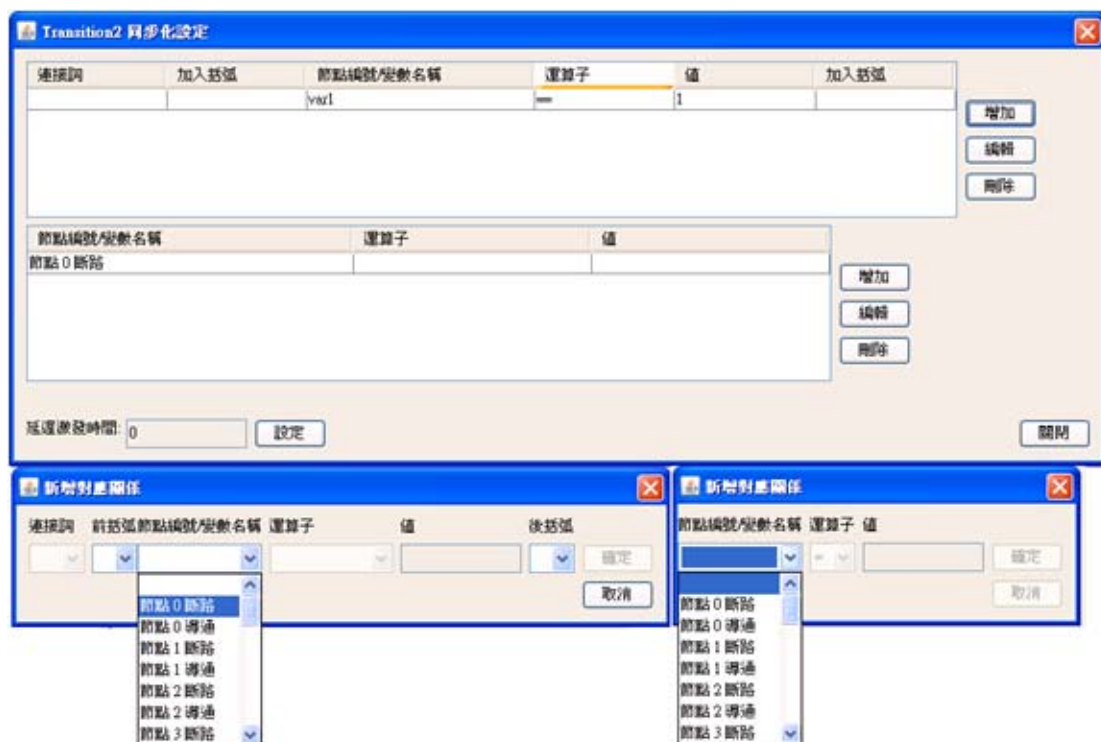 Transition2 同步化設定
連接詞 加入括弧 節點編號/變數名稱 運算子 值 加入括弧
var1 == 1
增加
編輯
刪除
節點編號/變數名稱 運算子 值
節點 0 斷路
增加
編輯
刪除
延遲激發時間: 0 設定 關閉
新增對應關係
連接詞 前括弧 節點編號/變數名稱 運算子 值 後括弧
確定
取消
節點 0 斷路
節點 0 導通
節點 1 斷路
節點 1 導通
節點 2 斷路
節點 2 導通
節點 3 斷路
新增對應關係
節點編號/變數名稱 運算子 值
= 確定
取消
節點 0 斷路
節點 0 導通
節點 1 斷路
節點 1 導通
節點 2 斷路
節點 2 導通
節點 3 斷路